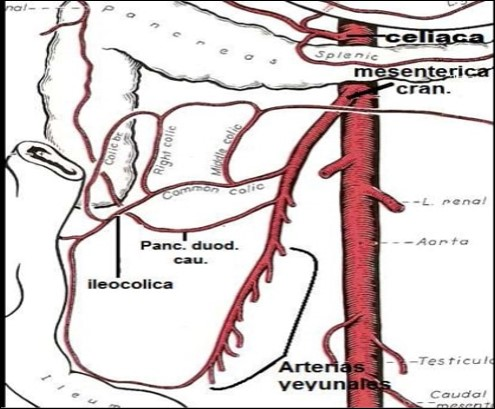 nal
Pancreas
celiaca
Splenic
mesenterica
cran.
Colic br.
Right colic
Middle colic
Common colic
L. renal
Aorta
Panc. duod.
cau.
ileocolica
Arterias
yeyunales
Testicul
Ileum
Caudal
mesent